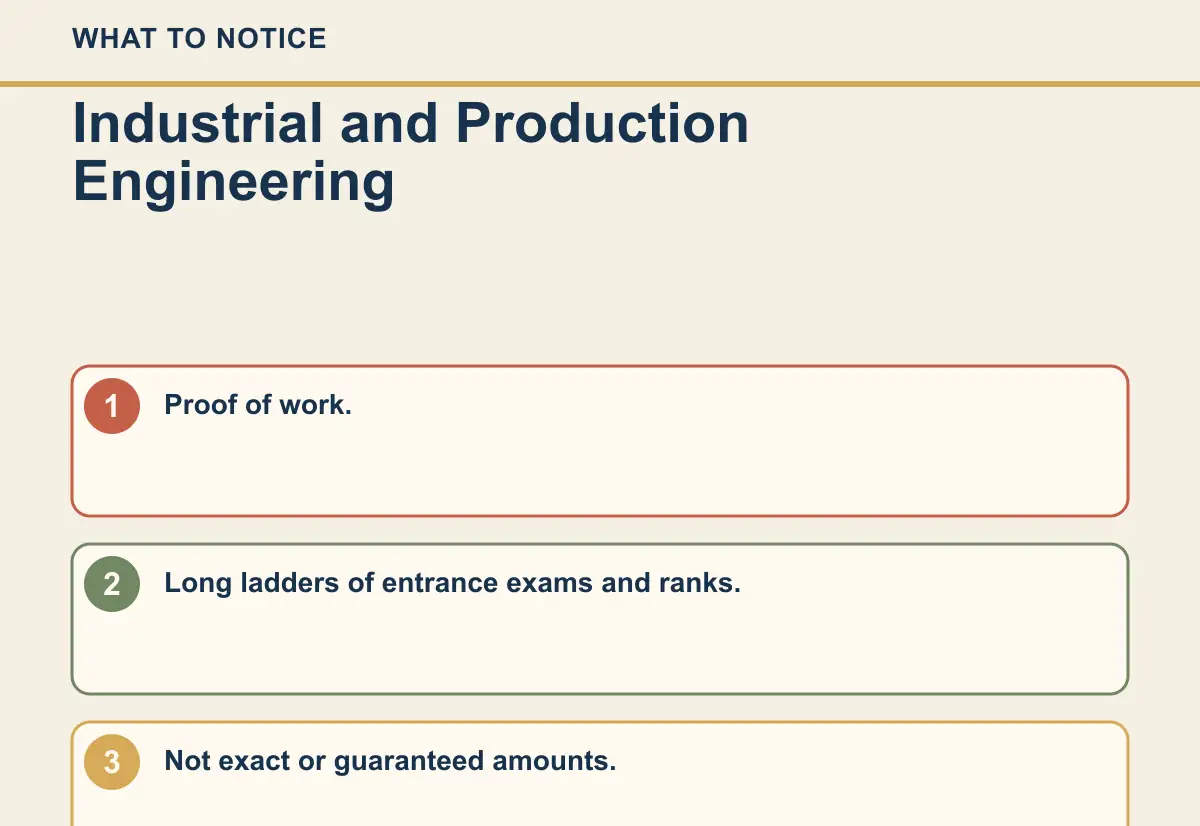 WHAT TO NOTICE
Industrial and Production
Engineering
1
Proof of work.
2
Long ladders of entrance exams and ranks.
3
Not exact or guaranteed amounts.